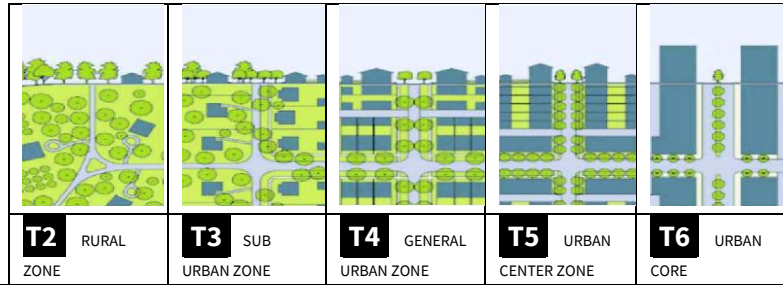 T2 RURAL
ZONE
T3 SUB
URBAN ZONE
T4 GENERAL
URBAN ZONE
T5 URBAN
CENTER ZONE
T6 URBAN
CORE